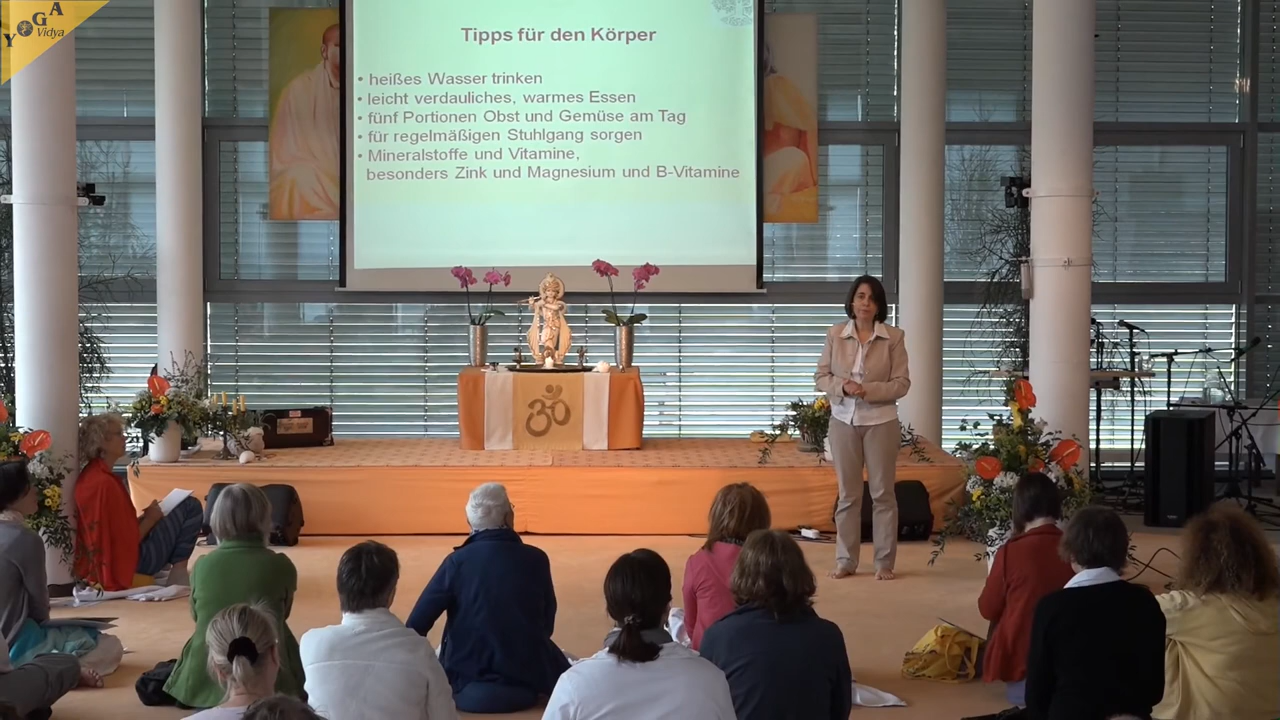 YOGA
Vidya
Tipps für den Körper
• heißes Wasser trinken
• leicht verdauliches, warmes Essen
• fünf Portionen Obst und Gemüse am Tag
• für regelmäßigen Stuhlgang sorgen
• Mineralstoffe und Vitamine,
besonders Zink und Magnesium und B-Vitamine
ॐ